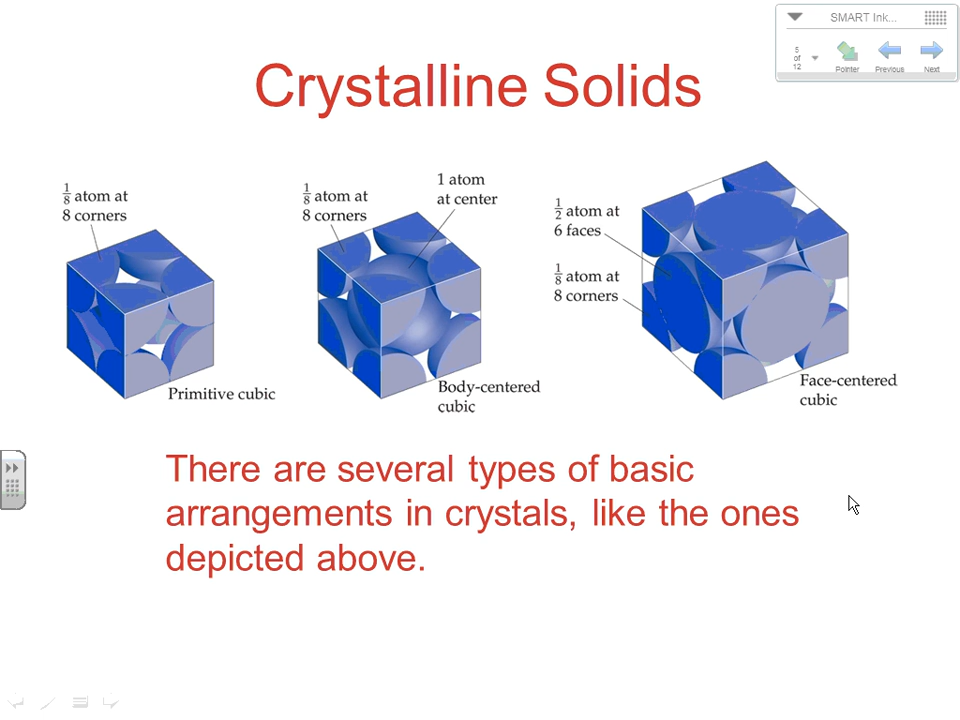 SMART Ink...
5
of
12
Pointer
Previous
Next
Crystalline Solids
1/8 atom at
8 corners
Primitive cubic
1/8 atom at
8 corners
1 atom
at center
Body-centered
cubic
1/2 atom at
6 faces
1/8 atom at
8 corners
Face-centered
cubic
There are several types of basic
arrangements in crystals, like the ones
depicted above.